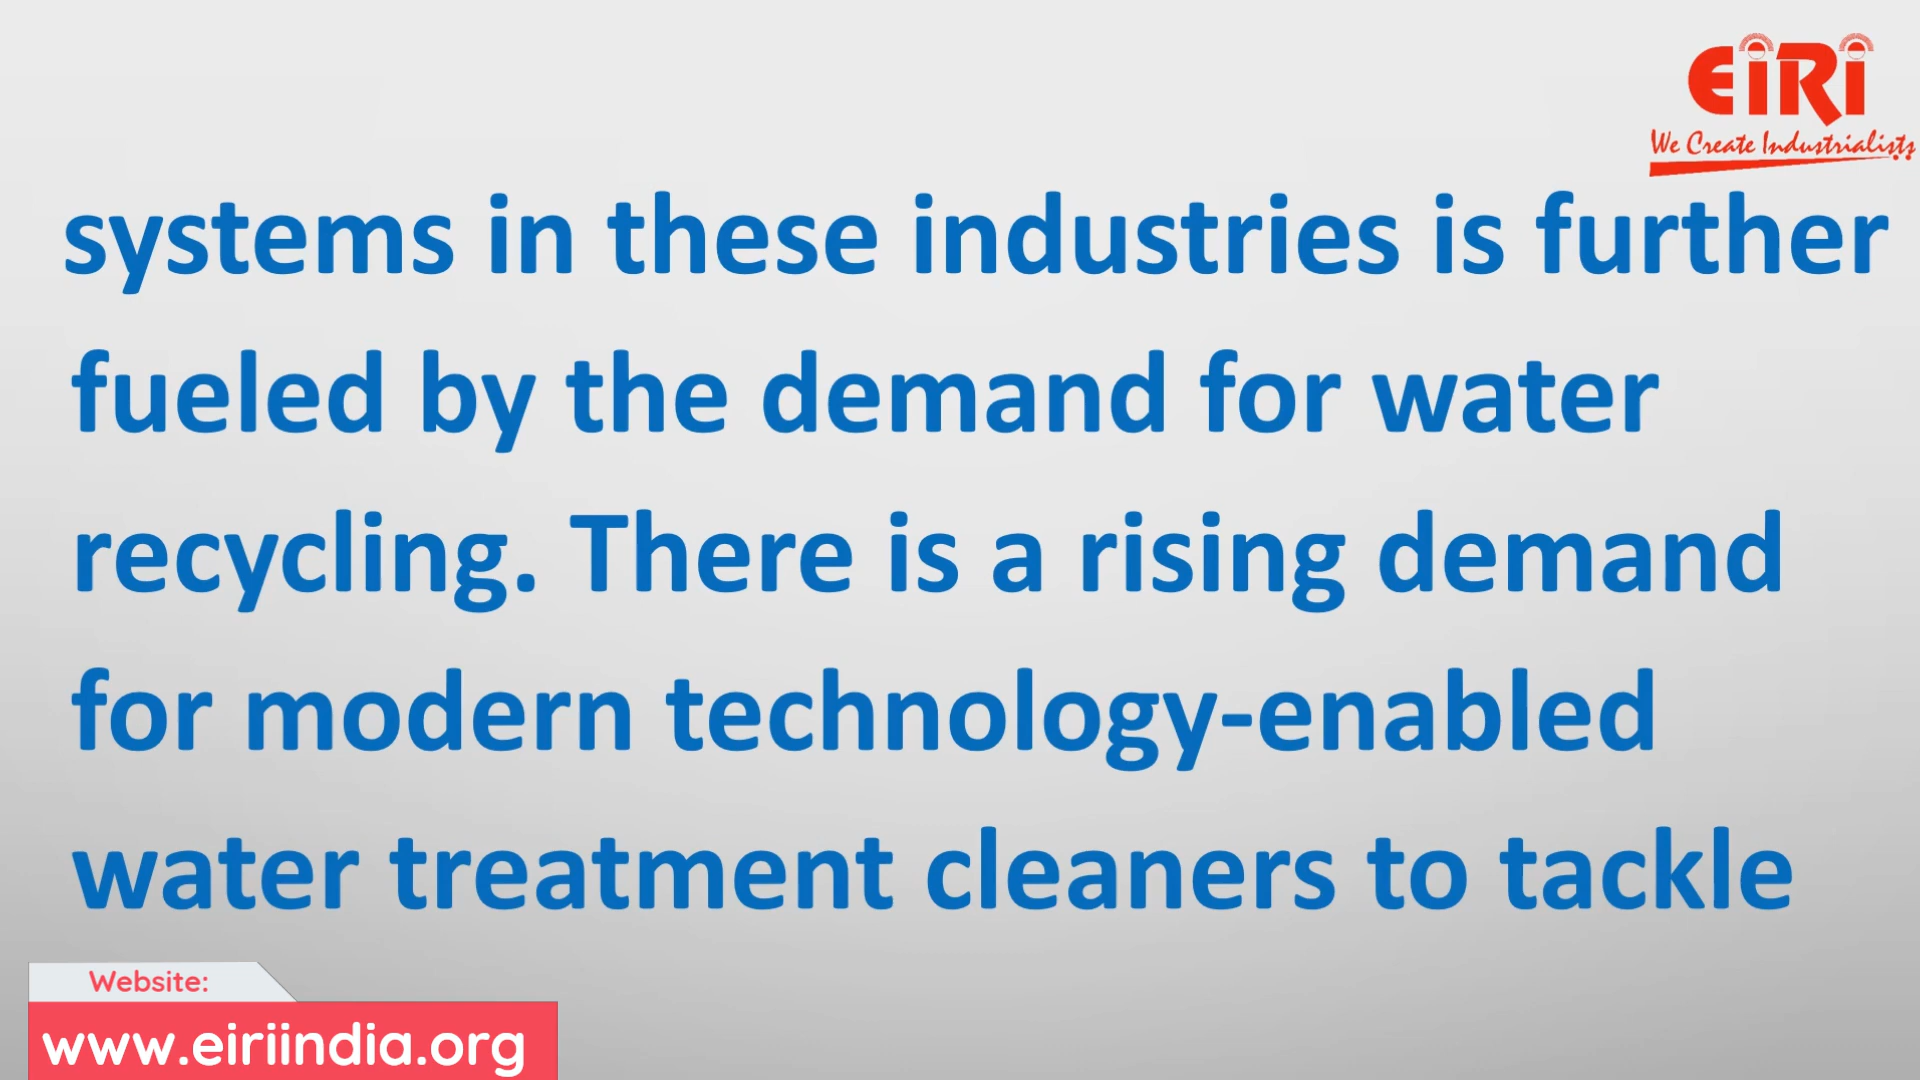 EiRi
We Create Industrialists
systems in these industries is further
fueled by the demand for water
recycling. There is a rising demand
for modern technology-enabled
water treatment cleaners to tackle
Website:
www.eiriindia.org